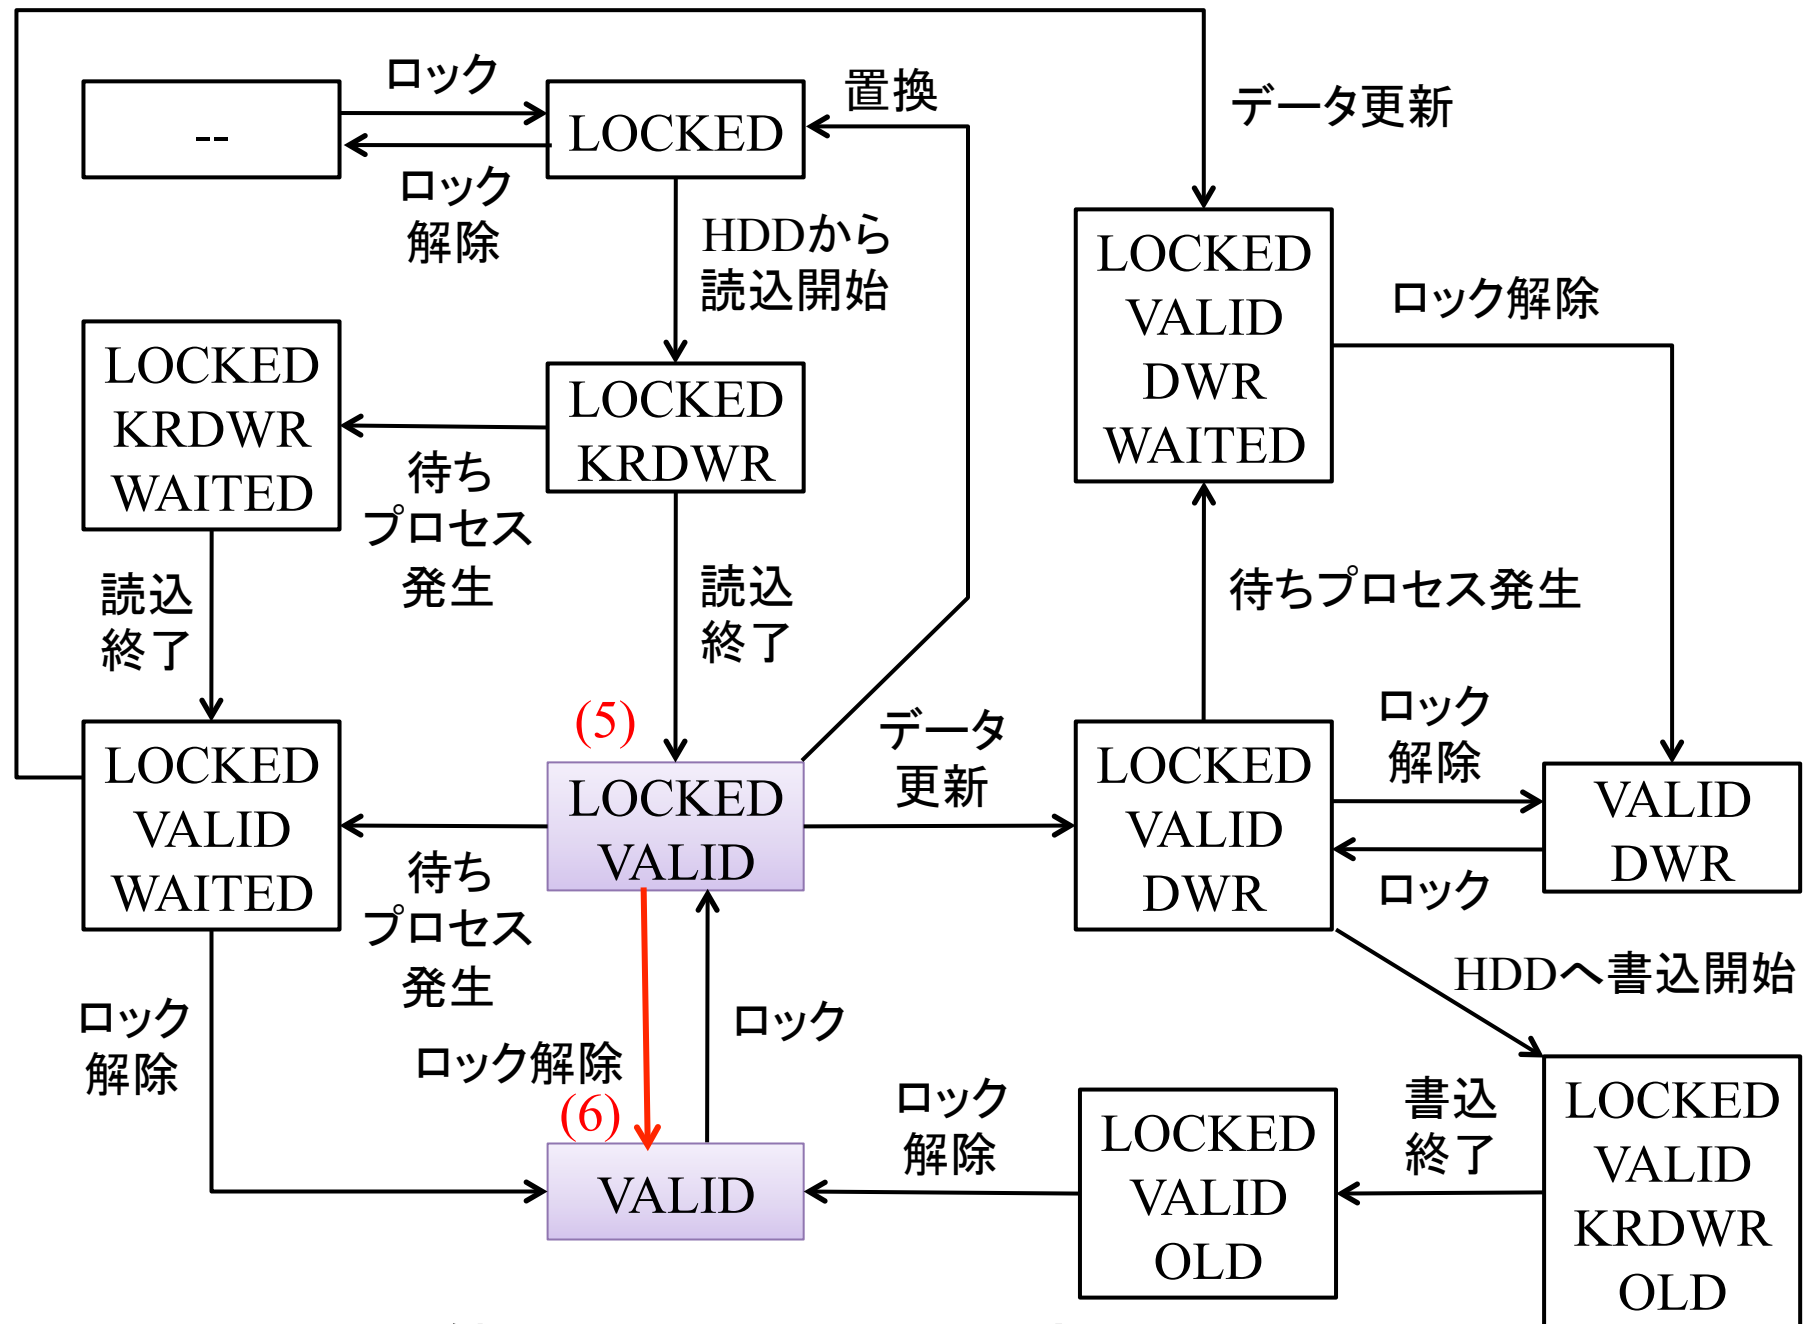 ロック
--
LOCKED
置換
データ更新
ロック
解除
HDDから
読込開始
LOCKED
VALID
DWR
WAITED
ロック解除
LOCKED
KRDWR
WAITED
待ち
プロセス
発生
LOCKED
KRDWR
読込
終了
読込
終了
待ちプロセス発生
(5)
データ
更新
ロック
解除
LOCKED
VALID
WAITED
待ち
プロセス
発生
LOCKED
VALID
LOCKED
VALID
DWR
VALID
DWR
ロック
HDDへ書込開始
ロック
解除
ロック解除
(6)
ロック
VALID
ロック
解除
LOCKED
VALID
OLD
書込
終了
LOCKED
VALID
KRDWR
OLD